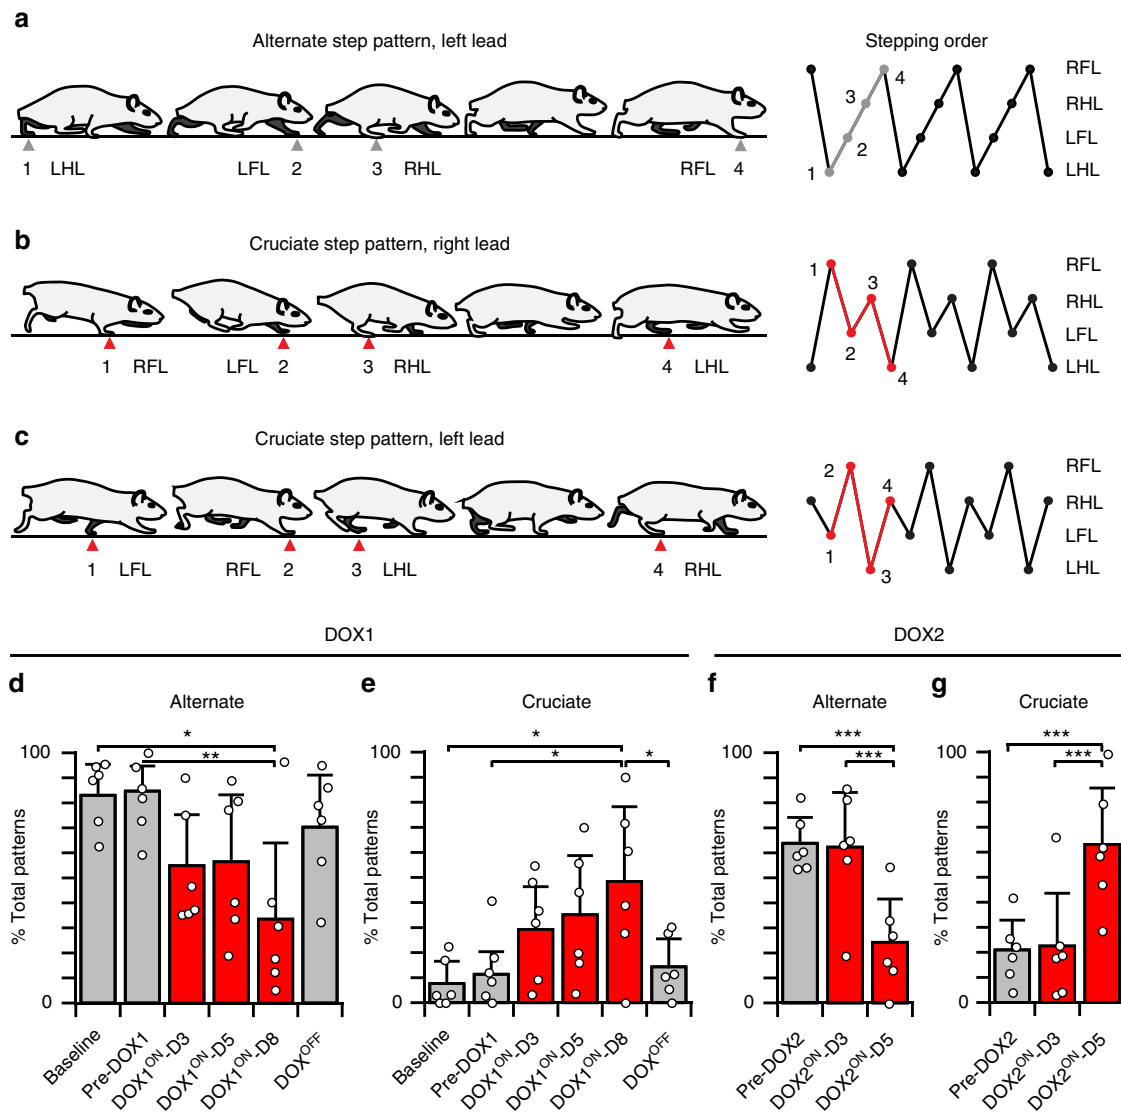 a
Alternate step pattern, left lead
Stepping order
1 LHL
LFL 2
3 RHL
RFL 4
1
2
3
4
RFL
RHL
LFL
LHL
b
Cruciate step pattern, right lead
1 RFL
LFL 2
3 RHL
4 LHL
1
2
3
4
RFL
RHL
LFL
LHL
c
Cruciate step pattern, left lead
1 LFL
RFL 2
3 LHL
4 RHL
1
2
3
4
RFL
RHL
LFL
LHL
DOX1
DOX2
d
Alternate
*
**
100
0
% Total patterns
Baseline
Pre-DOX1
DOX1ON-D3
DOX1ON-D5
DOX1ON-D8
DOXOFF
e
Cruciate
*
*
*
100
0
% Total patterns
Baseline
Pre-DOX1
DOX1ON-D3
DOX1ON-D5
DOX1ON-D8
DOXOFF
f
Alternate
***
***
100
0
% Total patterns
Pre-DOX2
DOX2ON-D3
DOX2ON-D5
g
Cruciate
***
***
100
0
% Total patterns
Pre-DOX2
DOX2ON-D3
DOX2ON-D5